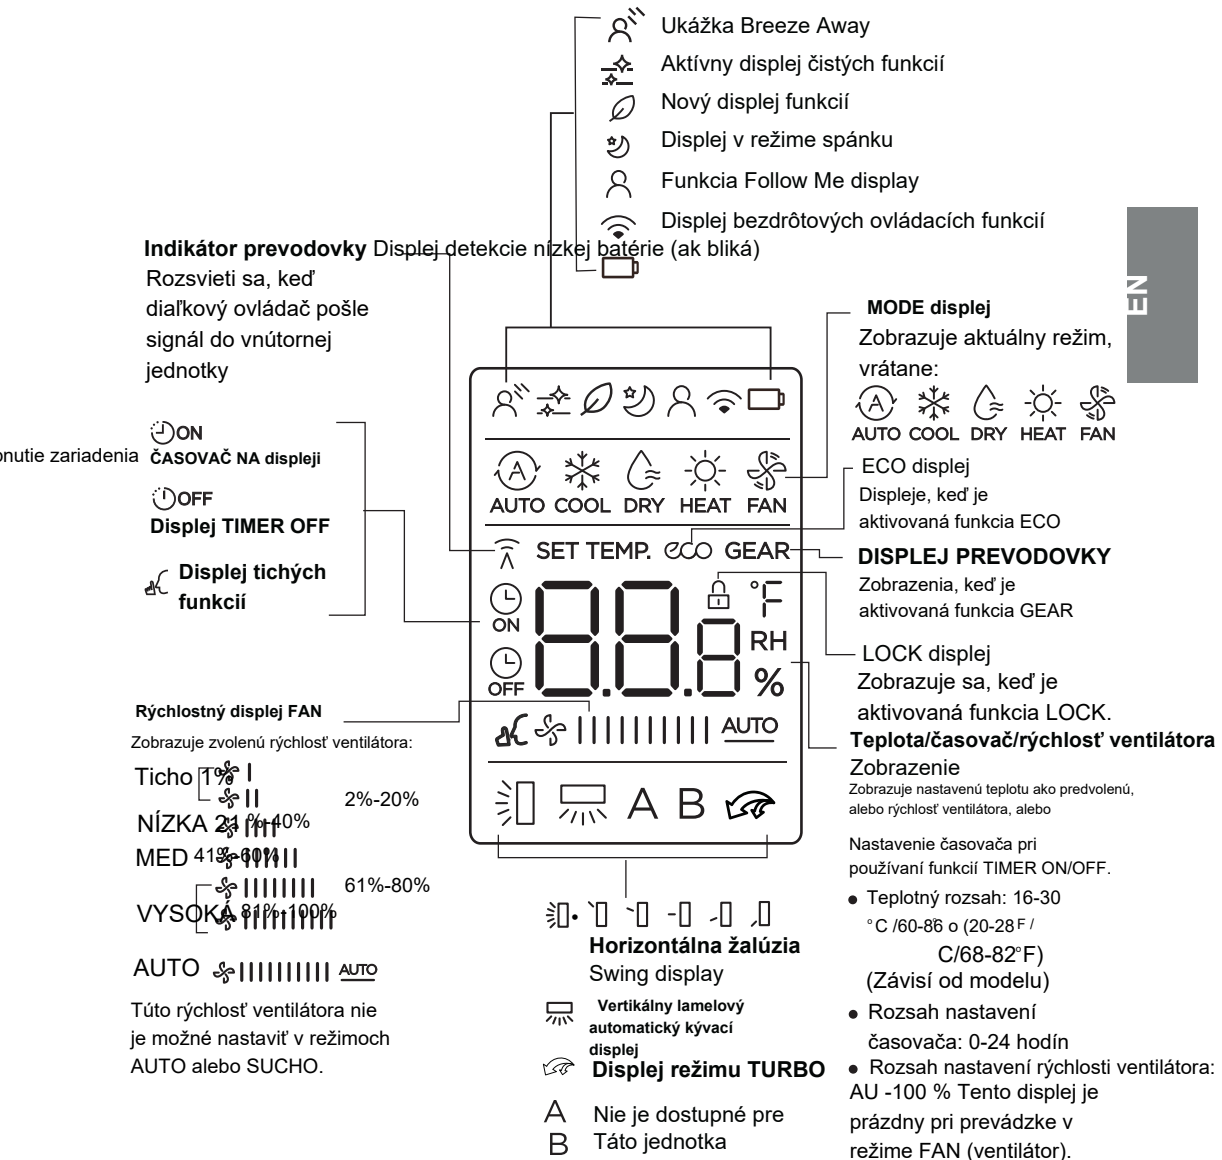 Ukážka Breeze Away
Aktívny displej čistých funkcií
Nový displej funkcií
Displej v režime spánku
Funkcia Follow Me display
Displej bezdrôtových ovládacích funkcií
Indikátor prevodovky Displej detekcie nízkej batérie (ak bliká)
Rozsvieti sa, keď
diaľkový ovládač pošle
signál do vnútornej
jednotky
EN
MODE displej
Zobrazuje aktuálny režim,
vrátane:
AUTO COOL DRY HEAT FAN
ON
nutie zariadenia ČASOVAČ NA displeji
OFF
Displej TIMER OFF
Displej tichých
funkcií
AUTO COOL DRY HEAT FAN
SET TEMP. eco GEAR
ON
°F
RH
OFF
%
AUTO
A B
ECO displej
Displeje, keď je
aktivovaná funkcia ECO
DISPLEJ PREVODOVKY
Zobrazenia, keď je
aktivovaná funkcia GEAR
LOCK displej
Zobrazuje sa, keď je
aktivovaná funkcia LOCK.
Rýchlostný displej FAN
Zobrazuje zvolenú rýchlosť ventilátora:
Ticho 1%
2%-20%
NÍZKA 21 %-40%
MED 41%-60%
61%-80%
VYSOKÁ 81%-100%
AUTO AUTO
Túto rýchlosť ventilátora nie
je možné nastaviť v režimoch
AUTO alebo SUCHO.
Horizontálna žalúzia
Swing display
Vertikálny lamelový
automatický kývací
displej
Displej režimu TURBO
A Nie je dostupné pre
B Táto jednotka
Teplota/časovač/rýchlosť ventilátora
Zobrazenie
Zobrazuje nastavenú teplotu ako predvolenú,
alebo rýchlosť ventilátora, alebo
Nastavenie časovača pri
používaní funkcií TIMER ON/OFF.
● Teplotný rozsah: 16-30
°C /60-86 o (20-28 F /
C/68-82°F)
(Závisí od modelu)
● Rozsah nastavení
časovača: 0-24 hodín
● Rozsah nastavení rýchlosti ventilátora:
AU -100 % Tento displej je
prázdny pri prevádzke v
režime FAN (ventilátor).